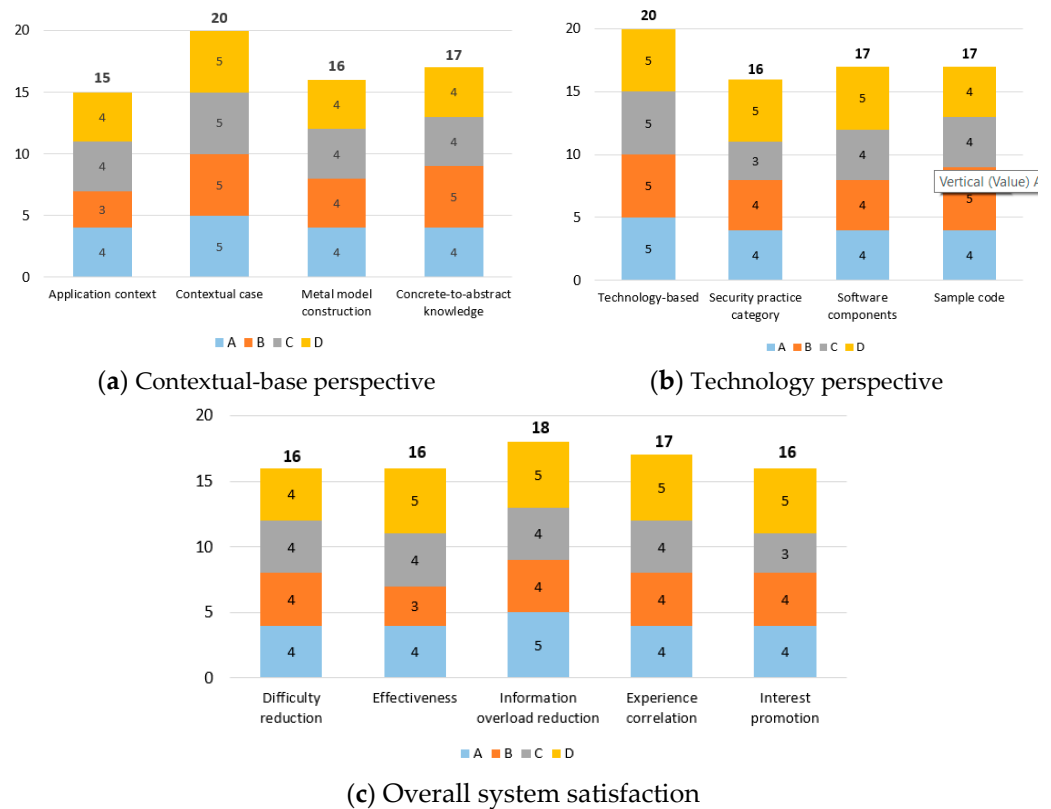 20
15
10
5
0
15
20
16
17
4
5
4
4
4
5
4
4
3
5
4
5
4
5
4
4
Application context
Contextual case
Metal model
construction
Concrete-to-abstract
knowledge
A B C D
(a) Contextual-base perspective
20
15
10
5
0
20
16
17
17
5
5
5
4
5
3
4
4
5
4
4
5
5
4
4
4
Vertical (Value) A
Technology-based
Security practice
category
Software
components
Sample code
A B C D
(b) Technology perspective
20
15
10
5
0
16
16
18
17
16
4
5
5
5
5
4
4
4
4
3
4
3
4
4
4
4
4
5
4
4
Difficulty
reduction
Effectiveness
Information
overload reduction
Experience
correlation
Interest
promotion
A B C D
(c) Overall system satisfaction